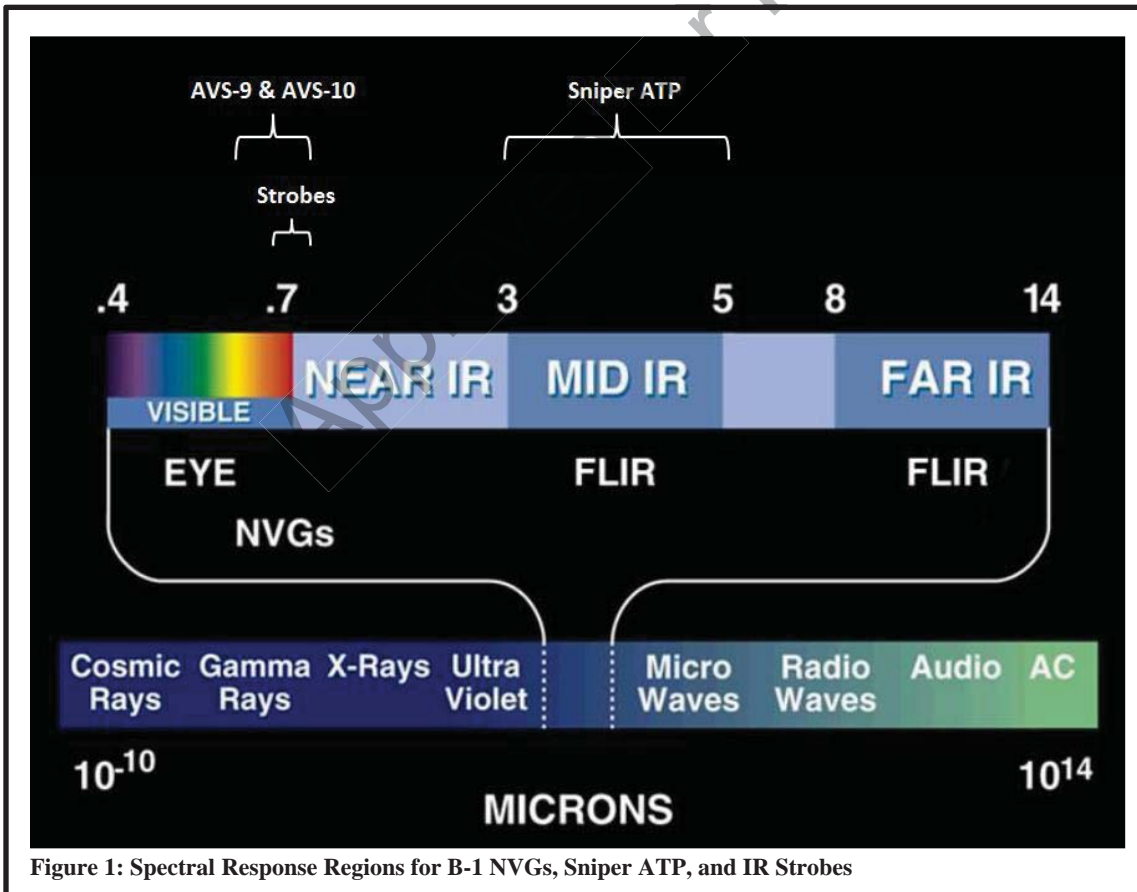 AVS-9 & AVS-10
Sniper ATP
Strobes
.4 .7 3 5 8 14
VISIBLE NEAR IR MID IR FAR IR
EYE FLIR FLIR
NVGs
Cosmic Rays Gamma Rays X-Rays Ultra Violet Micro Waves Radio Waves Audio AC
10-10 1014
MICRONS
Figure 1: Spectral Response Regions for B-1 NVGs, Sniper ATP, and IR Strobes